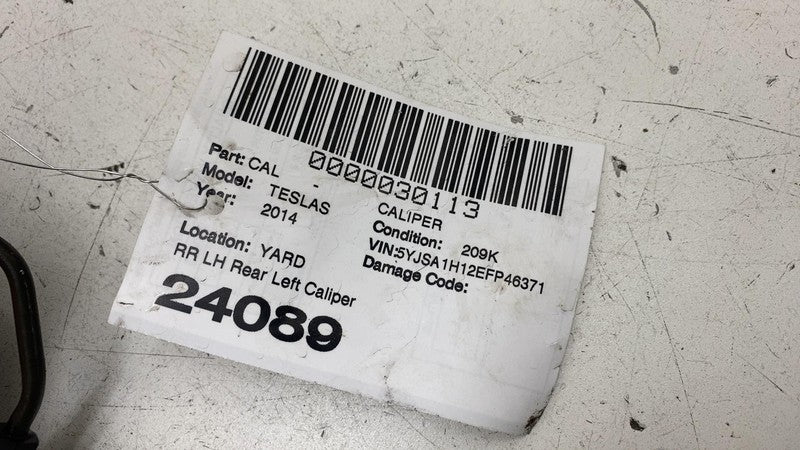 0000030113
Part: CAL - CALIPER
Model: TESLAS Condition: 209K
Year: 2014 VIN:5YJSA1H12EFP46371
Damage Code:
Location: YARD
RR LH Rear Left Caliper
24089